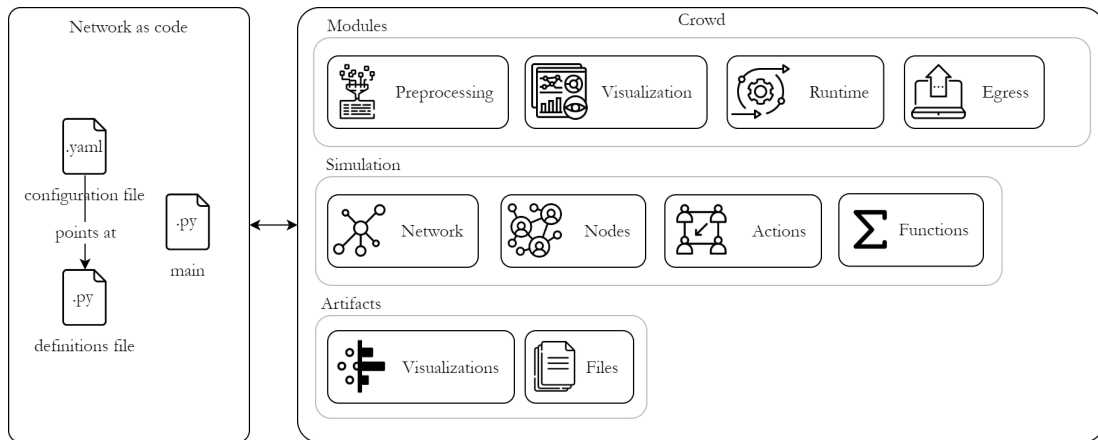 Network as code
.yaml
configuration file
points at
.py
definitions file
.py
main
Crowd
Modules
Preprocessing
Visualization
Runtime
Egress
Simulation
Network
Nodes
Actions
Functions
Artifacts
Visualizations
Files